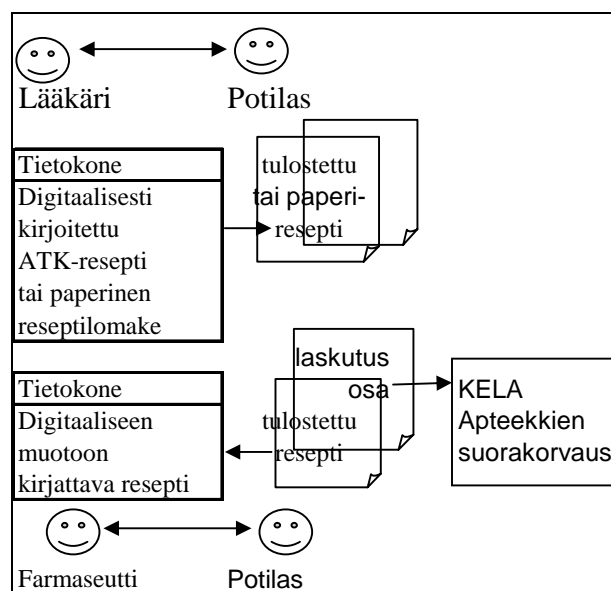 Lääkäri
Potilas
Tietokone
Digitaalisesti
kirjoitettu
ATK-resepti
tai paperinen
reseptilomake
tulostettu
tai paperi-
resepti
laskutus
osa
KELA
Apteekkien
suorakorvaus
Tietokone
Digitaaliseen
muotoon
kirjattava resepti
tulostettu
resepti
Farmaseutti
Potilas